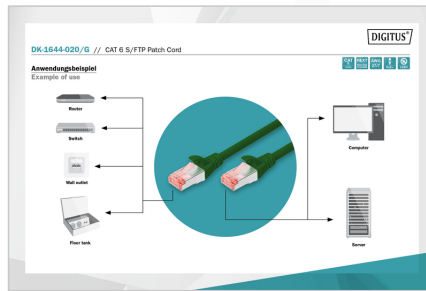 DIGITUS®
DK-1644-020/G // CAT 6 S/FTP Patch Cord
Anwendungsbeispiel
Example of use
Router
Switch
Wall outlet
Floor tank
Computer
Server